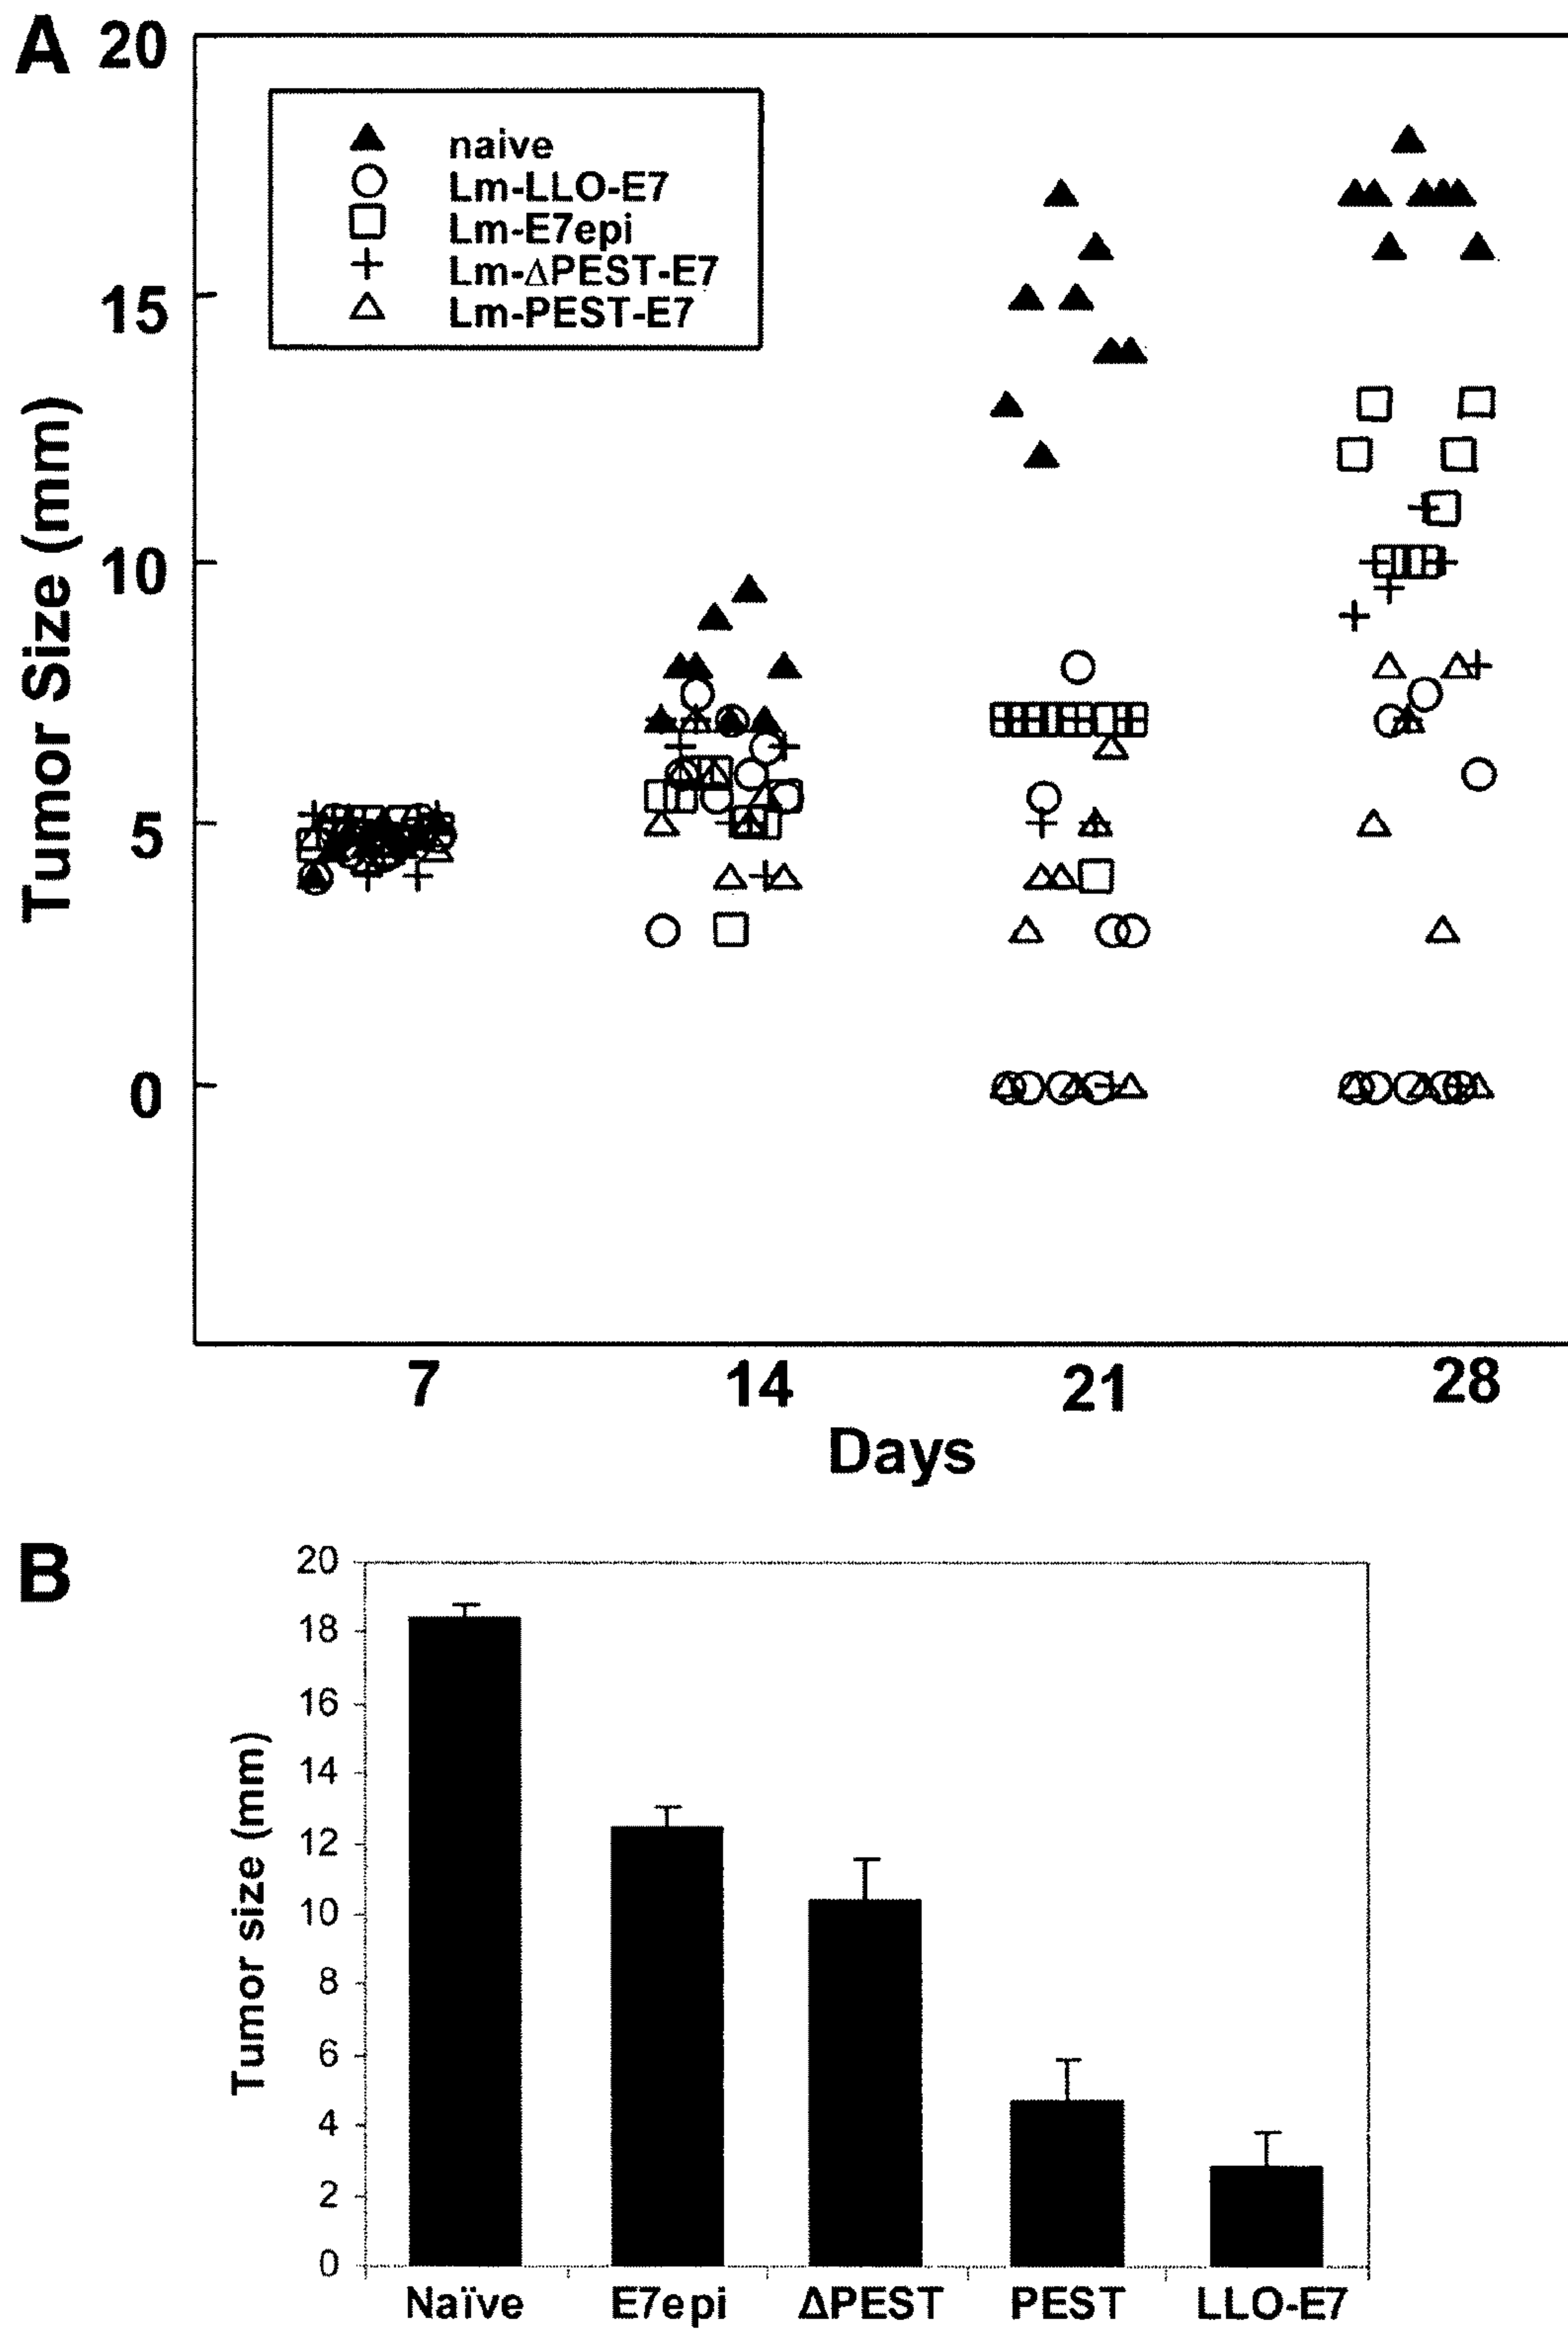 A
20
naive
Lm-LLO-E7
Lm-E7epi
Lm-ΔPEST-E7
Lm-PEST-E7
15
10
5
0
Tumor Size (mm)
7 14 21 28
Days
B
20
18
16
14
12
10
8
6
4
2
0
Tumor size (mm)
Naïve E7epi ΔPEST PEST LLO-E7